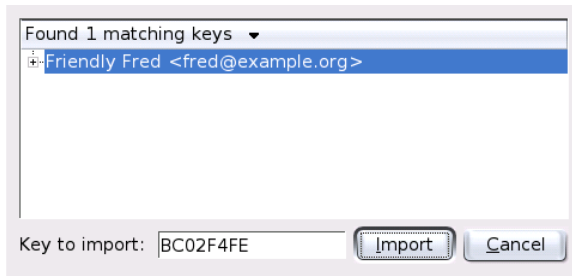 Found 1 matching keys
Friendly Fred <fred@example.org>
Key to import: BC02F4FE Import Cancel